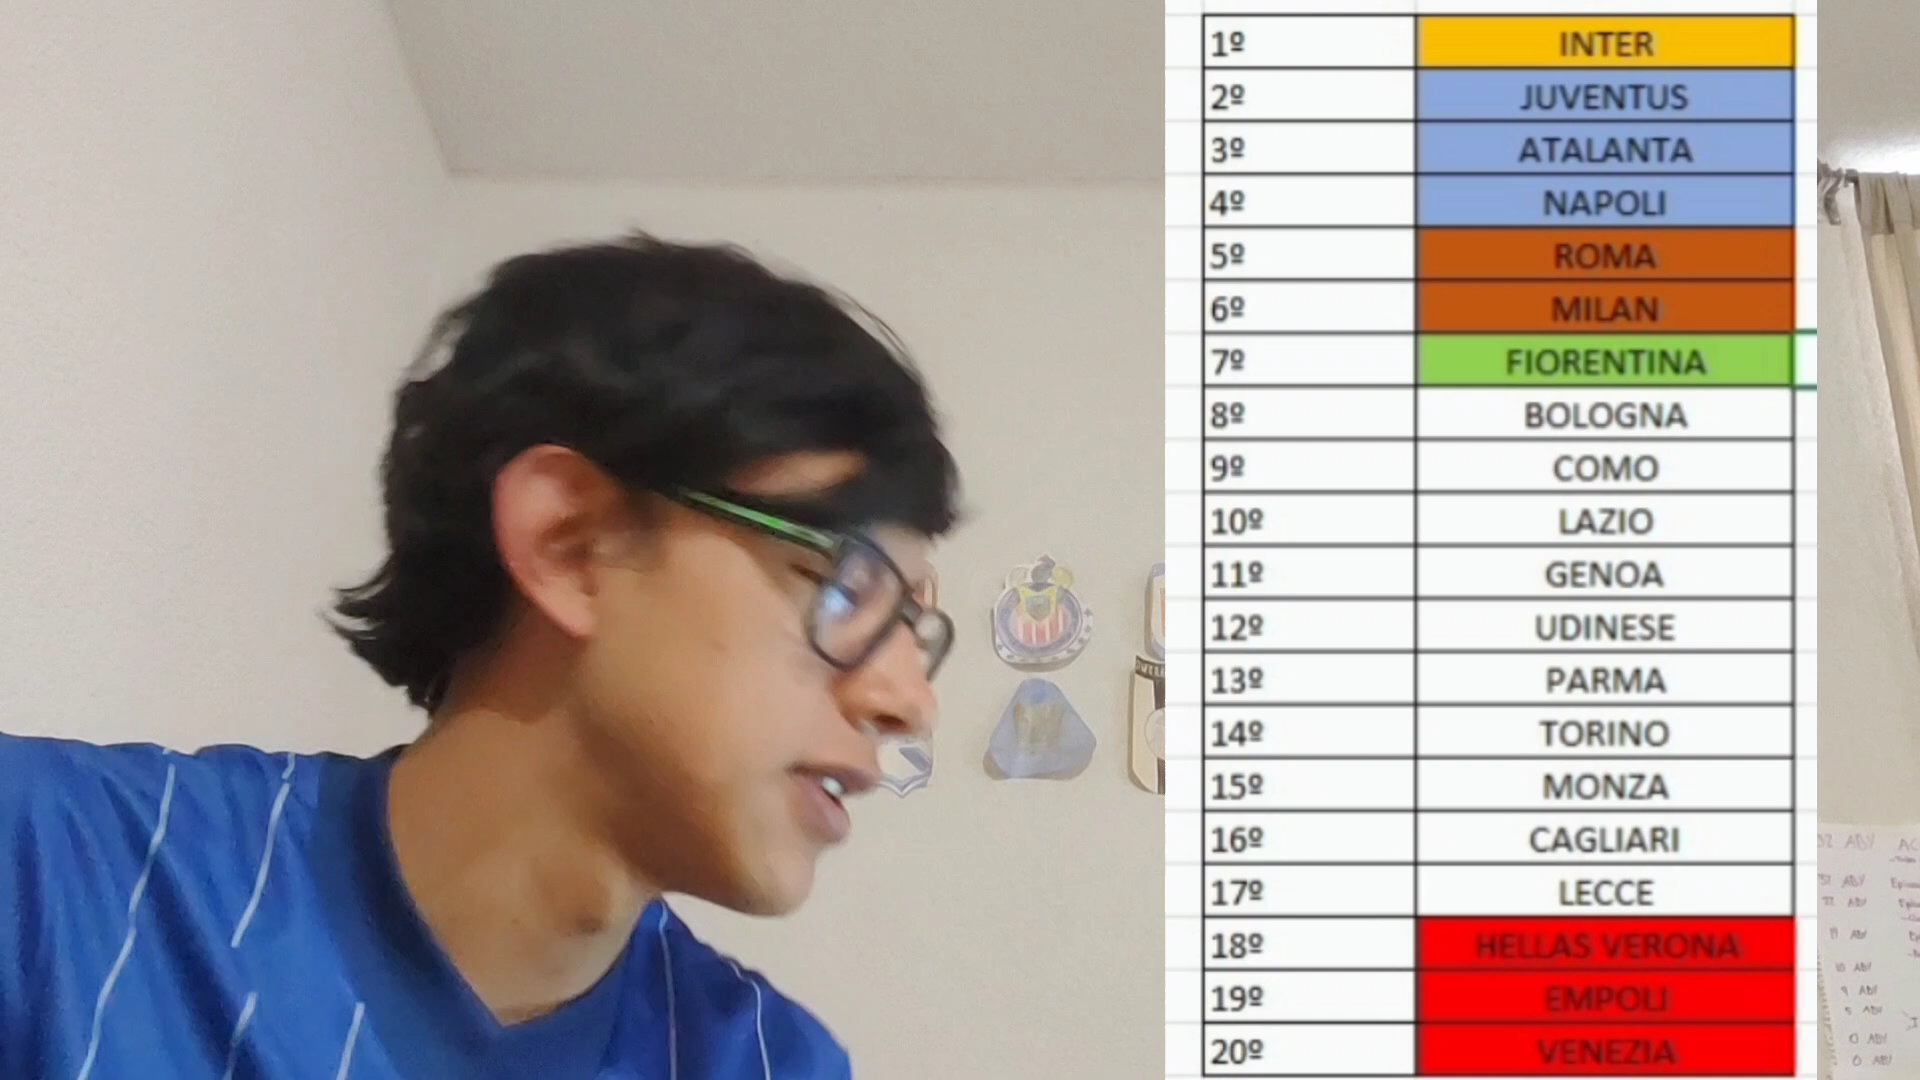 1º INTER
2º JUVENTUS
3º ATALANTA
4º NAPOLI
5º ROMA
6º MILAN
7º FIORENTINA
8º BOLOGNA
9º COMO
10º LAZIO
11º GENOA
12º UDINESE
13º PARMA
14º TORINO
15º MONZA
16º CAGLIARI
17º LECCE
18º HELLAS VERONA
19º EMPOLI
20º VENEZIA